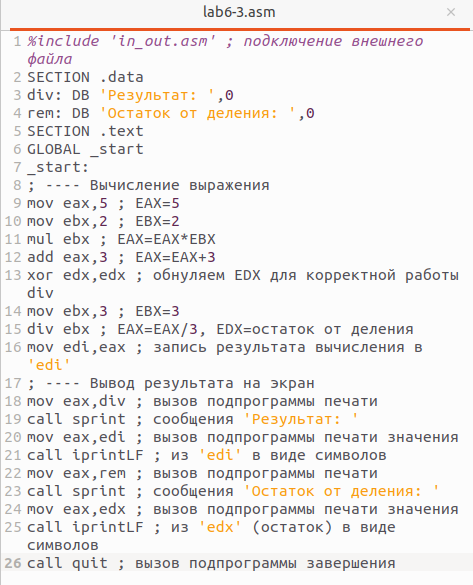 lab6-3.asm
1 %include 'in_out.asm' ; подключение внешнего
файла
2 SECTION .data
3 div: DB 'Результат: ',0
4 rem: DB 'Остаток от деления: ',0
5 SECTION .text
6 GLOBAL _start
7 _start:
8 ; ---- Вычисление выражения
9 mov eax,5 ; EAX=5
10 mov ebx,2 ; EBX=2
11 mul ebx ; EAX=EAX*EBX
12 add eax,3 ; EAX=EAX+3
13 xor edx,edx ; обнуляем EDX для корректной работы
div
14 mov ebx,3 ; EBX=3
15 div ebx ; EAX=EAX/3, EDX=остаток от деления
16 mov edi,eax ; запись результата вычисления в
'edi'
17 ; ---- Вывод результата на экран
18 mov eax,div ; вызов подпрограммы печати
19 call sprint ; сообщения 'Результат: '
20 mov eax,edi ; вызов подпрограммы печати значения
21 call iprintLF ; из 'edi' в виде символов
22 mov eax,rem ; вызов подпрограммы печати
23 call sprint ; сообщения 'Остаток от деления: '
24 mov eax,edx ; вызов подпрограммы печати значения
25 call iprintLF ; из 'edx' (остаток) в виде
символов
26 call quit ; вызов подпрограммы завершения